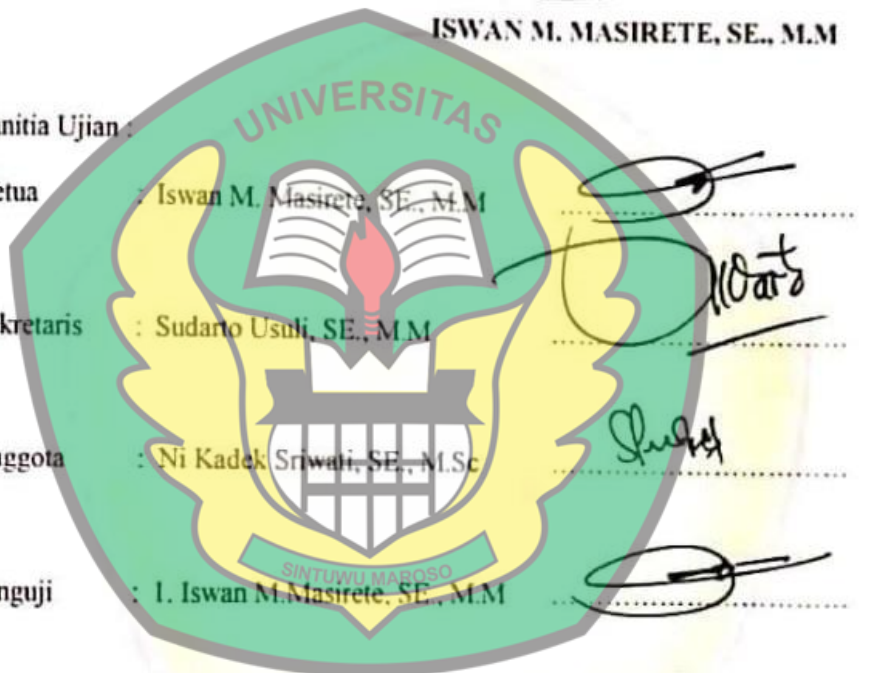 ISWAN M. MASIRETE, SE., M.M
UNIVERSITAS
nitia Ujian :
etua : Iswan M. Masirete, SE., M.M
kretaris : Sudarto Usuli, SE., M.M
ggota : Ni Kadek Sriwati, SE., M.Sc
SINTUWU MAROSO
nguji : 1. Iswan M.Masirete, SE., M.M